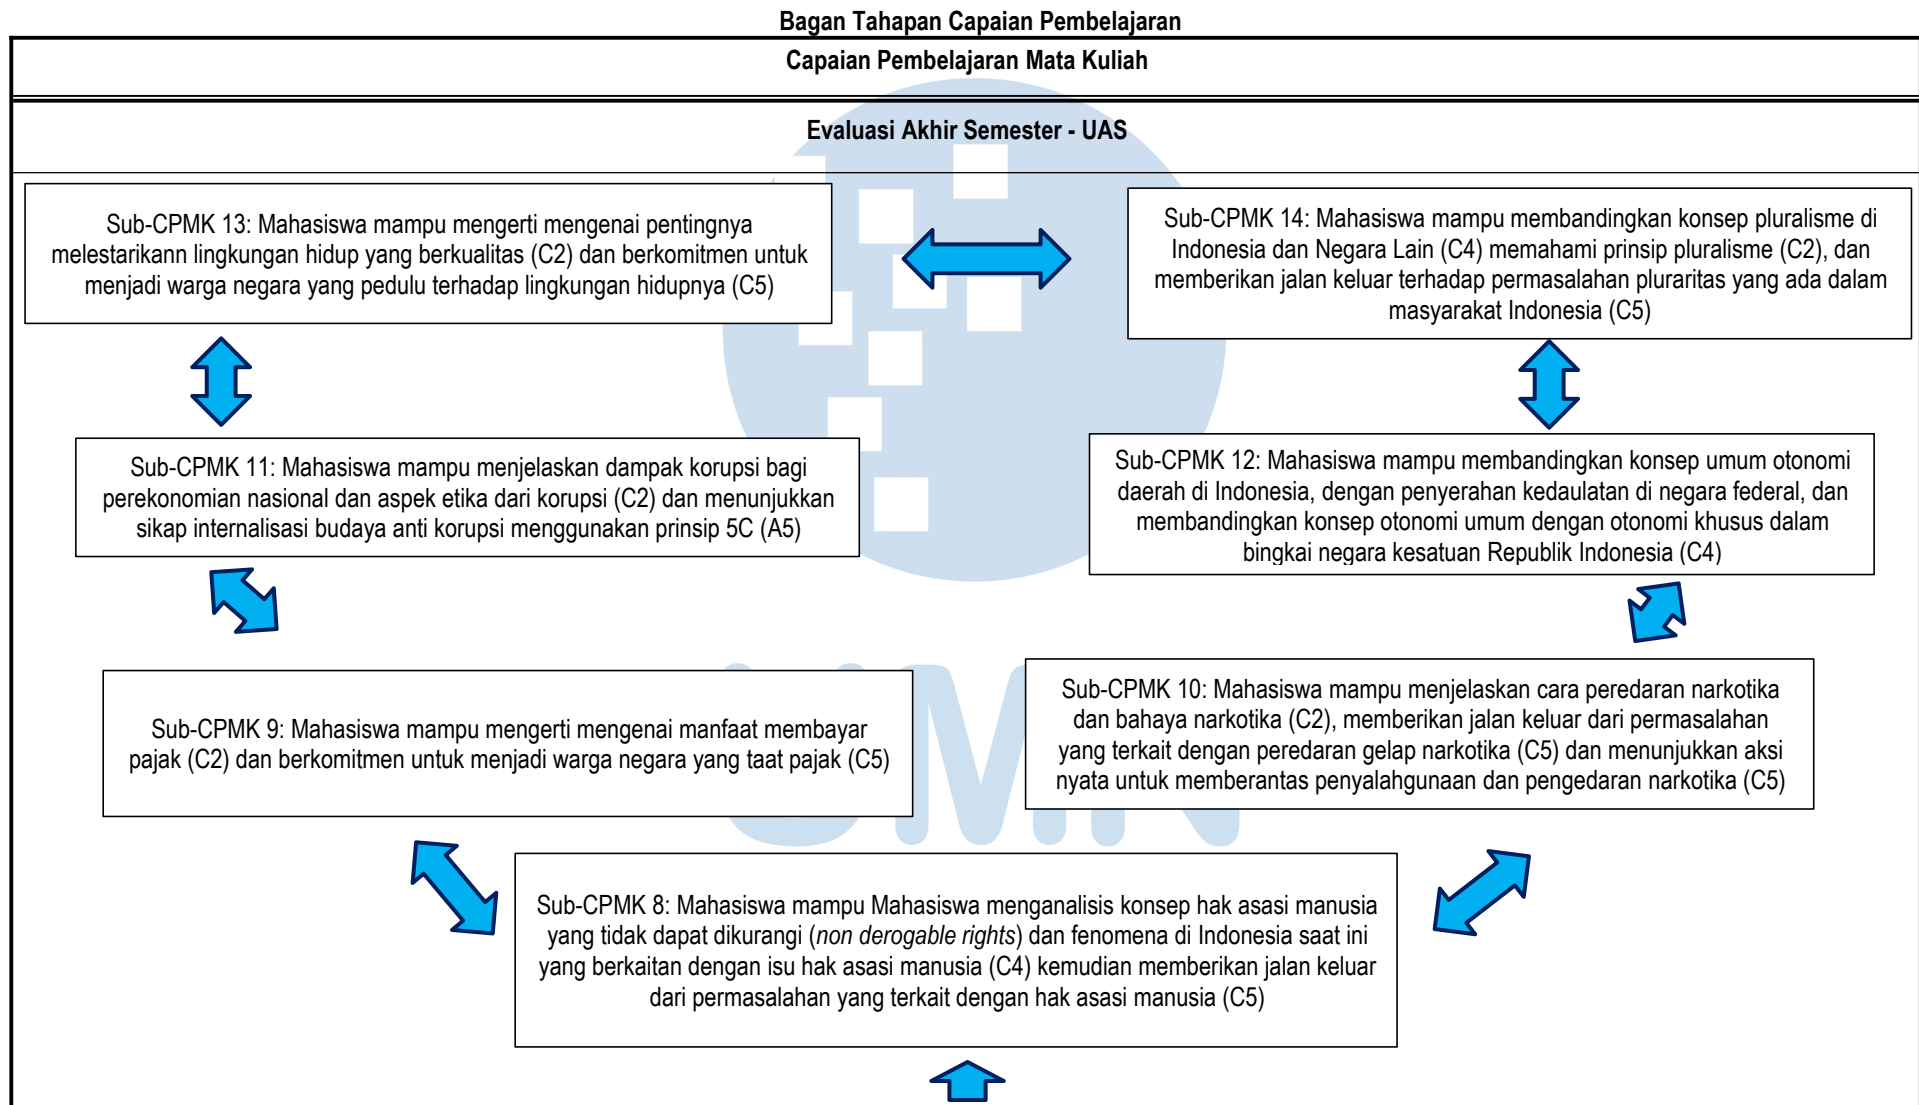 Bagan Tahapan Capaian Pembelajaran
Capaian Pembelajaran Mata Kuliah
Evaluasi Akhir Semester - UAS
Sub-CPMK 13: Mahasiswa mampu mengerti mengenai pentingnya
melestarikann lingkungan hidup yang berkualitas (C2) dan berkomitmen untuk
menjadi warga negara yang pedulu terhadap lingkungan hidupnya (C5)
Sub-CPMK 14: Mahasiswa mampu membandingkan konsep pluralisme di
Indonesia dan Negara Lain (C4) memahami prinsip pluralisme (C2), dan
memberikan jalan keluar terhadap permasalahan pluraritas yang ada dalam
masyarakat Indonesia (C5)
Sub-CPMK 11: Mahasiswa mampu menjelaskan dampak korupsi bagi
perekonomian nasional dan aspek etika dari korupsi (C2) dan menunjukkan
sikap internalisasi budaya anti korupsi menggunakan prinsip 5C (A5)
Sub-CPMK 12: Mahasiswa mampu membandingkan konsep umum otonomi
daerah di Indonesia, dengan penyerahan kedaulatan di negara federal, dan
membandingkan konsep otonomi umum dengan otonomi khusus dalam
bingkai negara kesatuan Republik Indonesia (C4)
Sub-CPMK 9: Mahasiswa mampu mengerti mengenai manfaat membayar
pajak (C2) dan berkomitmen untuk menjadi warga negara yang taat pajak (C5)
Sub-CPMK 10: Mahasiswa mampu menjelaskan cara peredaran narkotika
dan bahaya narkotika (C2), memberikan jalan keluar dari permasalahan
yang terkait dengan peredaran gelap narkotika (C5) dan menunjukkan aksi
nyata untuk memberantas penyalahgunaan dan pengedaran narkotika (C5)
UMN
Sub-CPMK 8: Mahasiswa mampu Mahasiswa menganalisis konsep hak asasi manusia
yang tidak dapat dikurangi (non derogable rights) dan fenomena di Indonesia saat ini
yang berkaitan dengan isu hak asasi manusia (C4) kemudian memberikan jalan keluar
dari permasalahan yang terkait dengan hak asasi manusia (C5)